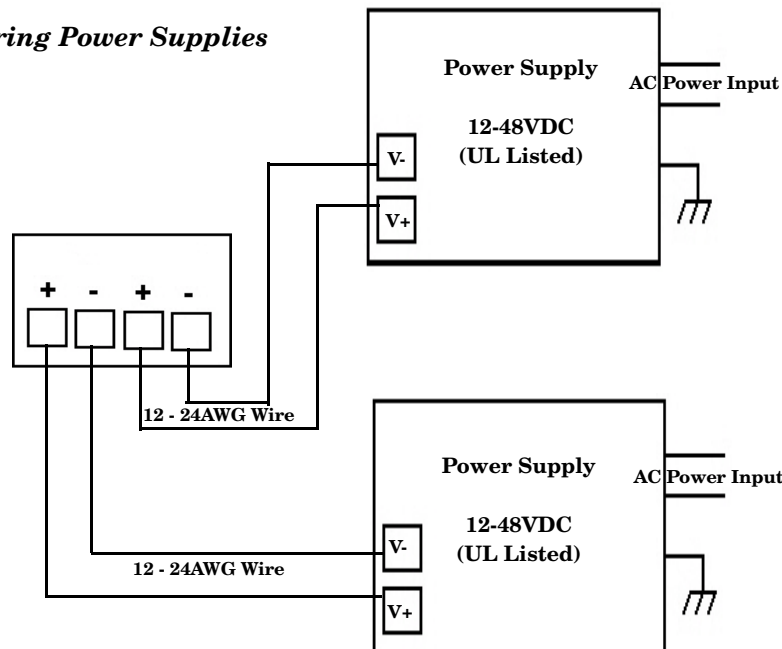 ring Power Supplies
Power Supply
AC Power Input
12-48VDC
(UL Listed)
V-
V+
+ - + -
12 - 24AWG Wire
Power Supply
AC Power Input
12-48VDC
(UL Listed)
V-
12 - 24AWG Wire
V+